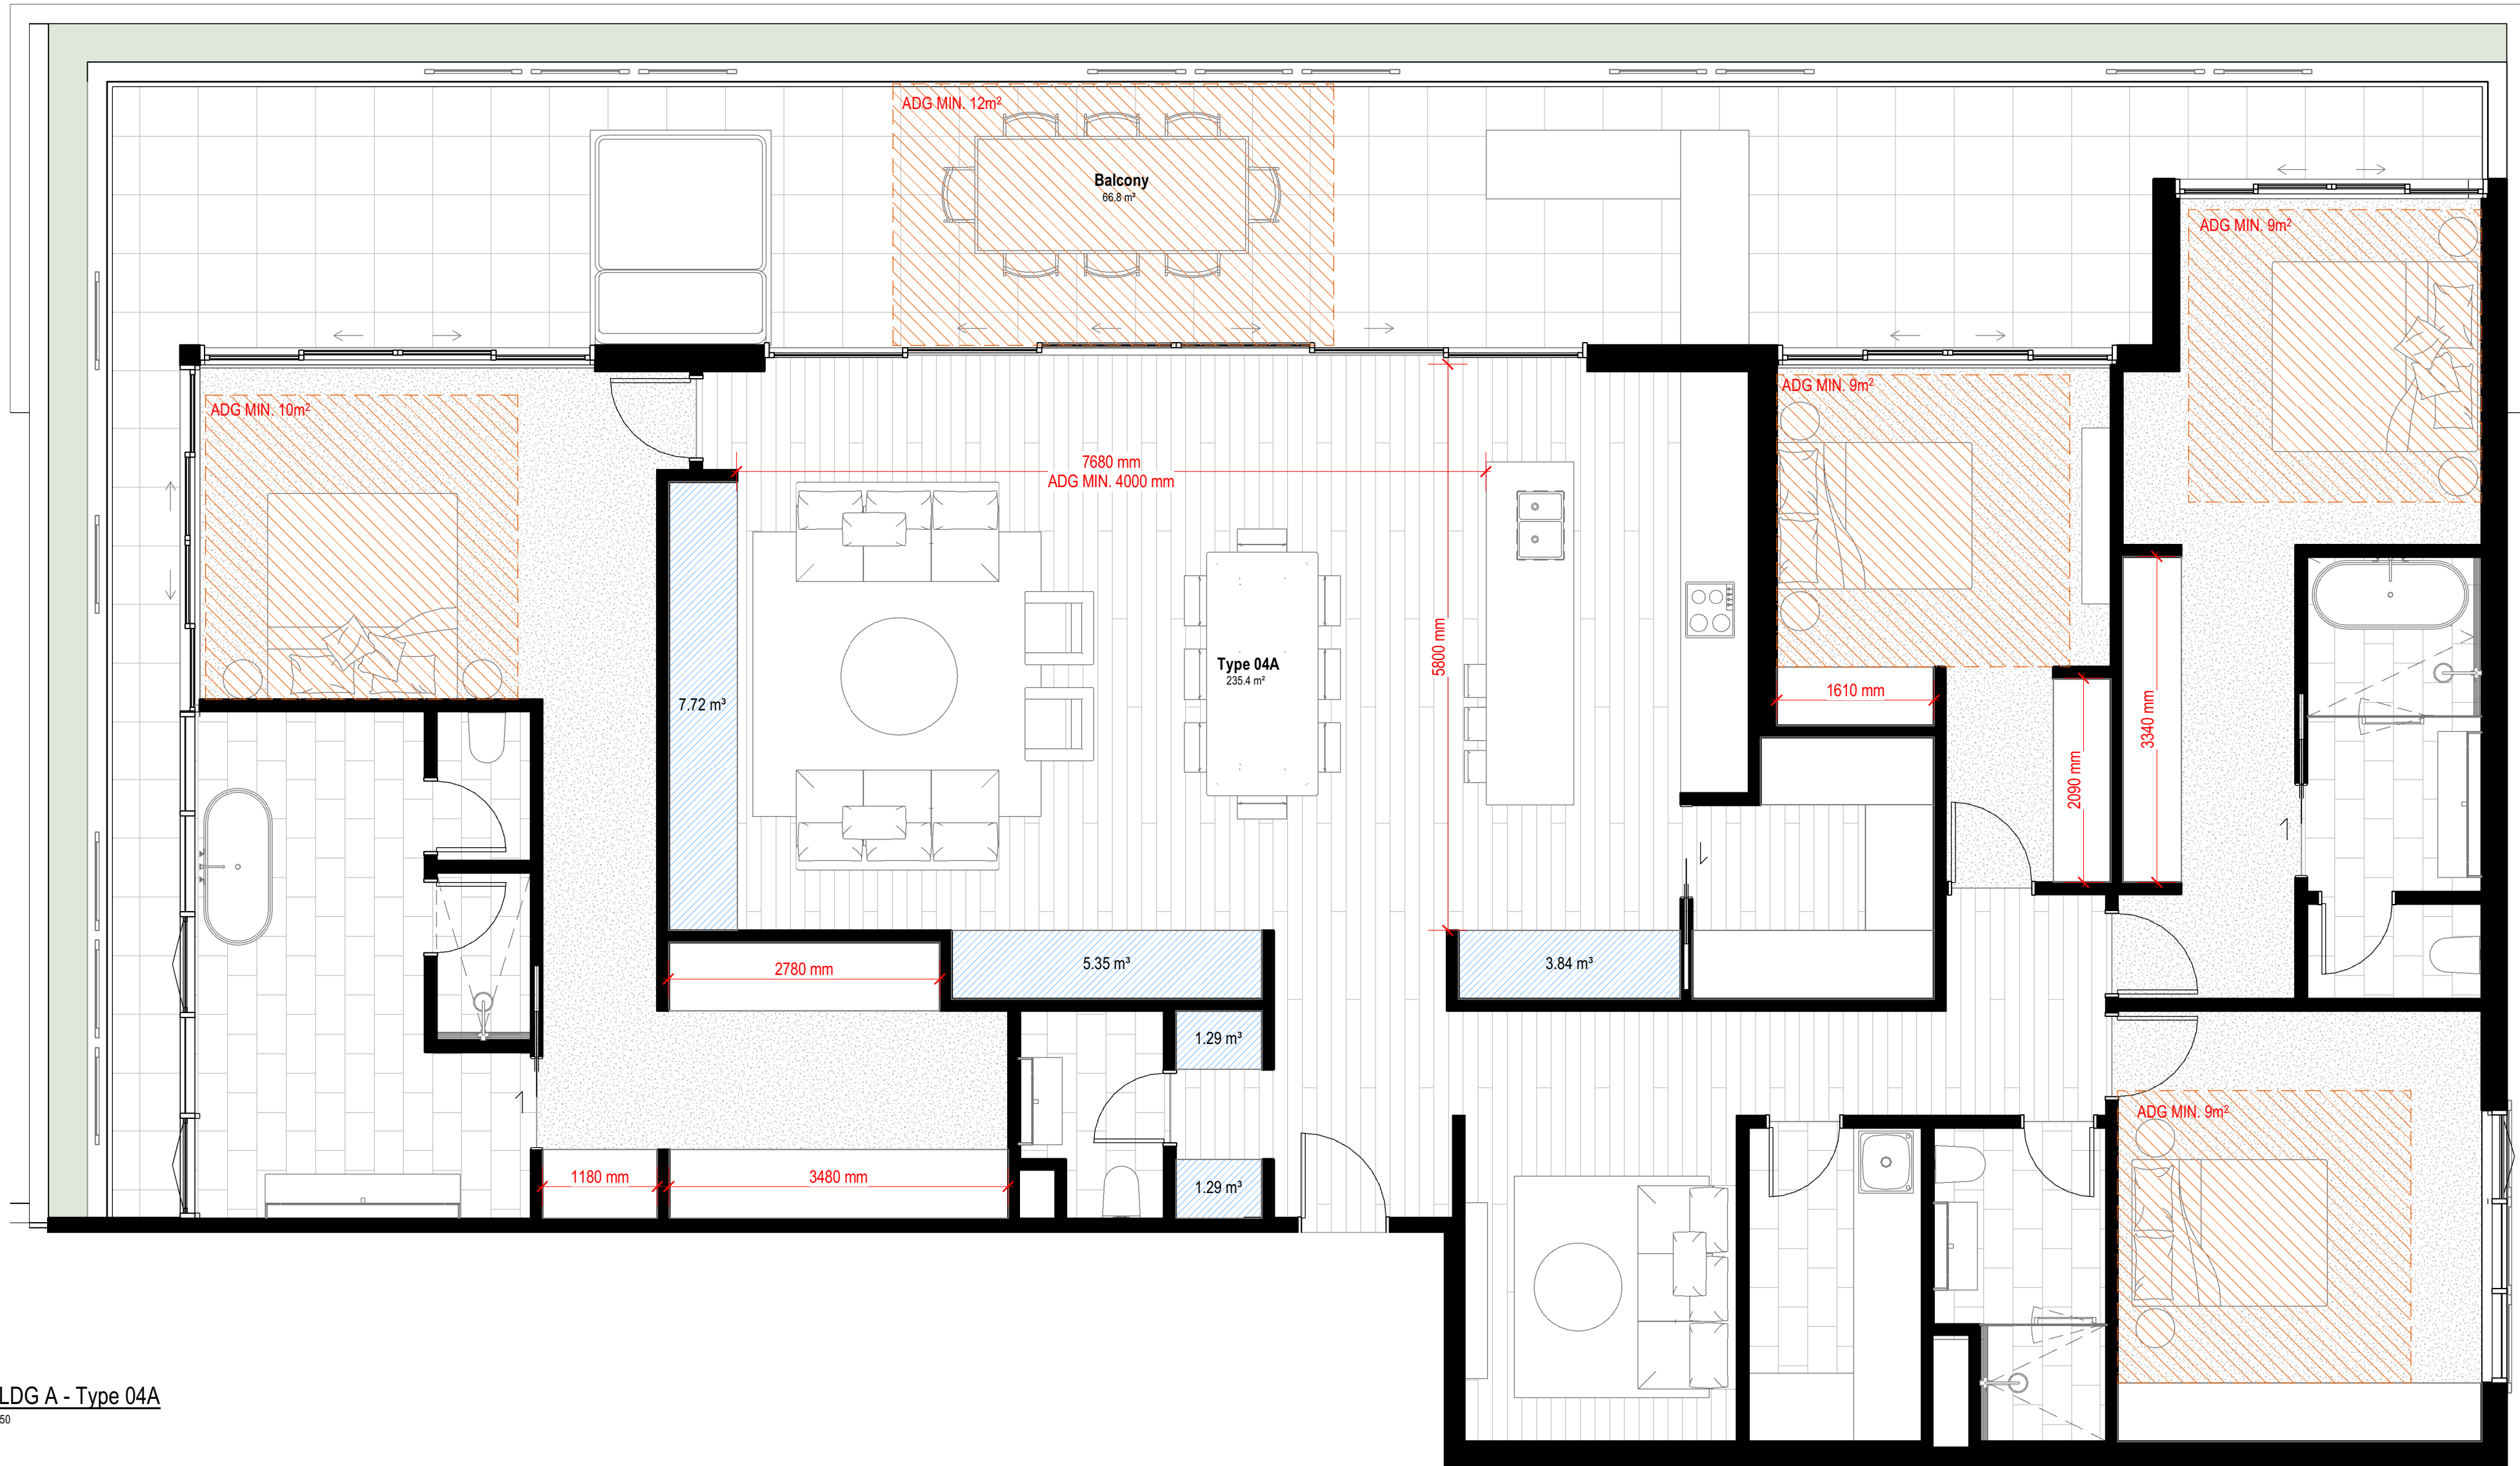 ADG MIN. 12m²
Balcony
66.8 m²
ADG MIN. 9m²
ADG MIN. 10m²
ADG MIN. 9m²
7680 mm
ADG MIN. 4000 mm
5800 mm
Type 04A
235.4 m²
7.72 m³
1610 mm
2090 mm
3340 mm
2780 mm
5.35 m³
3.84 m³
1.29 m³
ADG MIN. 9m²
1180 mm
3480 mm
1.29 m³
LDG A - Type 04A
50